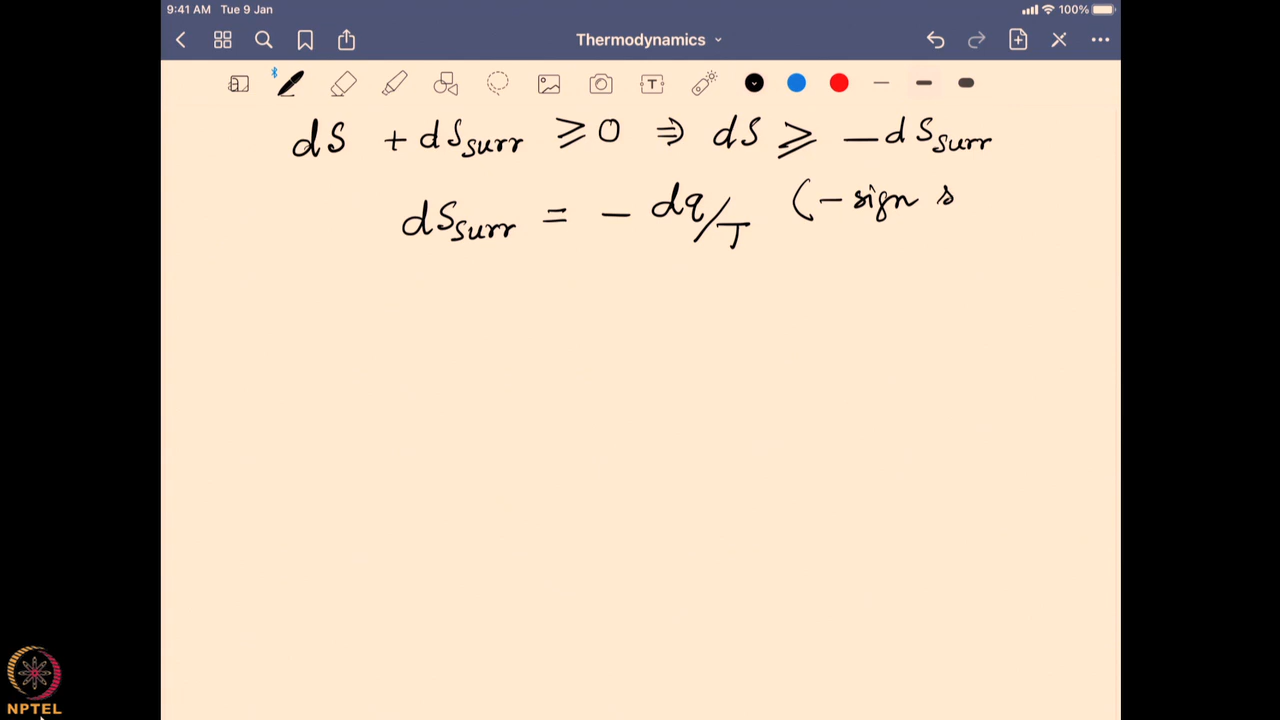 9:41 AM Tue 9 Jan 100%
Thermodynamics
T
dS + dS_surr ≥ 0 ⇒ dS ≥ - dS_surr
dS_surr = - dq/T (- sign s
NPTEL